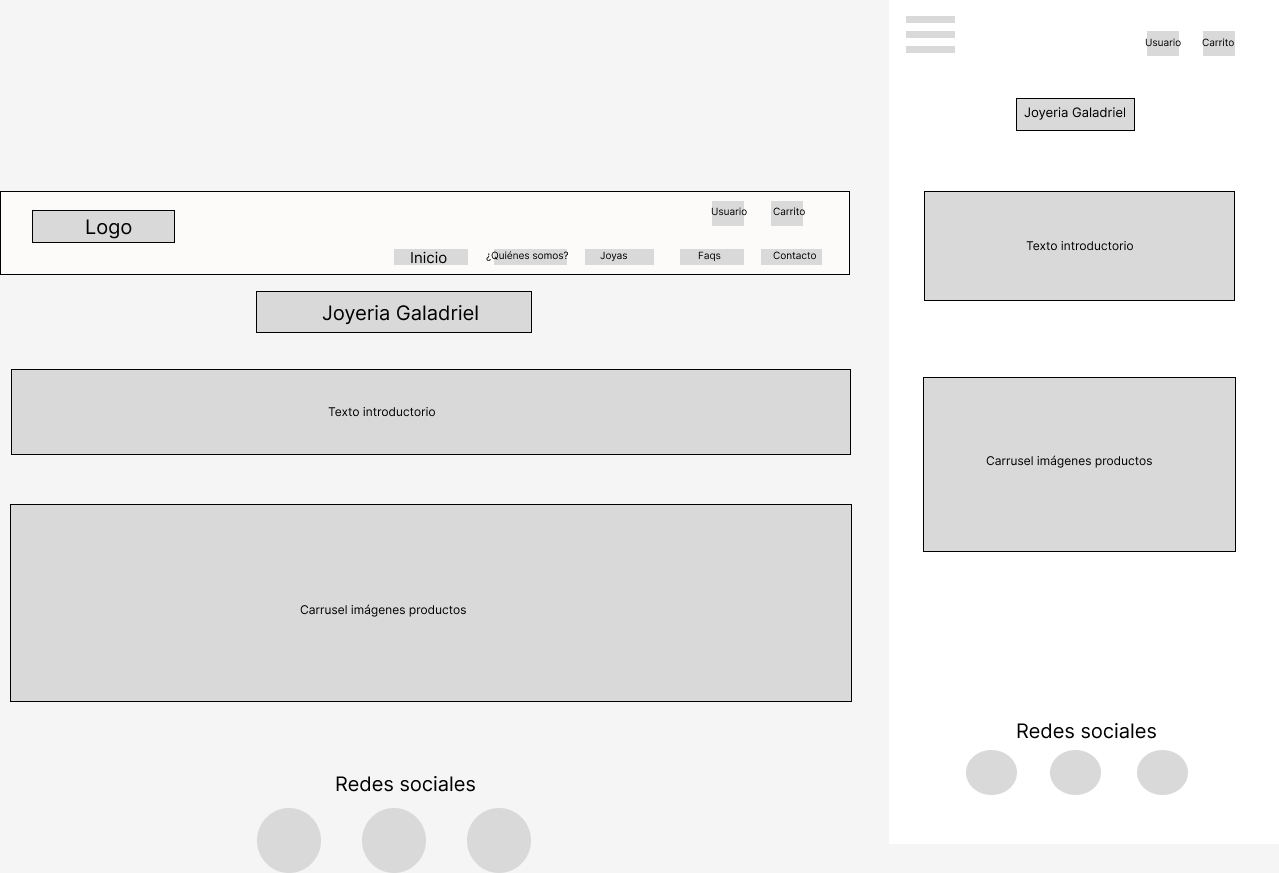 Logo
Usuario
Carrito
Inicio
¿Quiénes somos?
Joyas
Faqs
Contacto
Joyeria Galadriel
Texto introductorio
Carrusel imágenes productos
Redes sociales
Usuario
Carrito
Joyeria Galadriel
Texto introductorio
Carrusel imágenes productos
Redes sociales